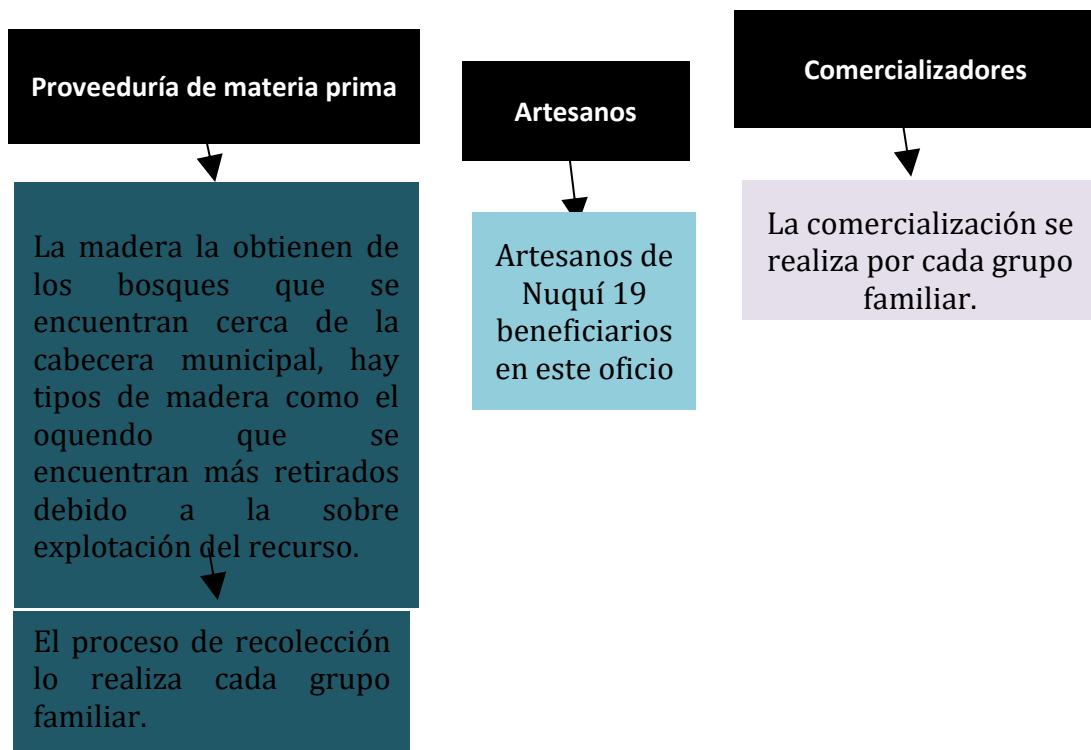 Proveeduría de materia prima
La madera la obtienen de
los bosques que se
encuentran cerca de la
cabecera municipal, hay
tipos de madera como el
oquendo que se
encuentran más retirados
debido a la sobre
explotación del recurso.
El proceso de recolección
lo realiza cada grupo
familiar.
Artesanos
Artesanos de
Nuquí 19
beneficiarios
en este oficio
Comercializadores
La comercialización se
realiza por cada grupo
familiar.